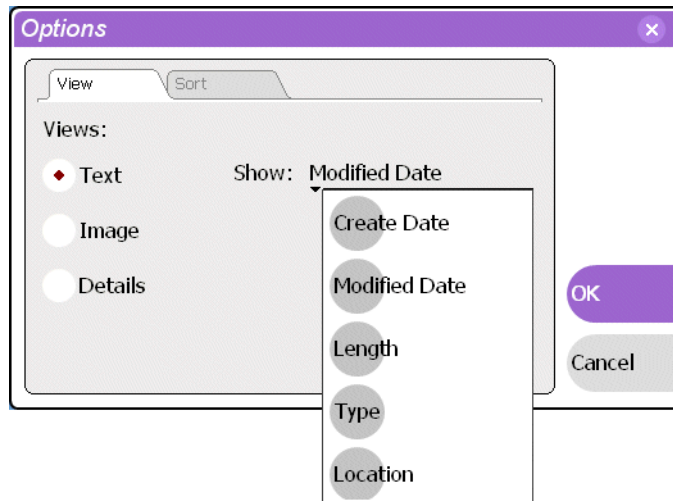 Options
View Sort
Views:
Text Show: Modified Date
Create Date
Image
Modified Date
Details
OK
Length
Cancel
Type
Location